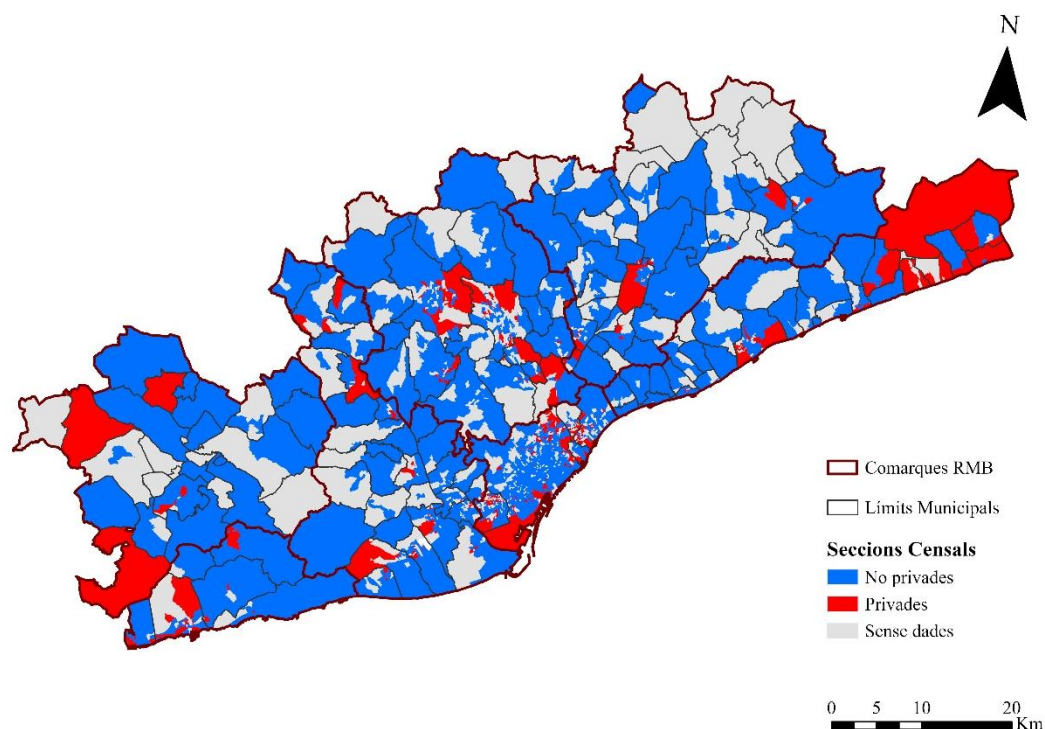 N
Comarques RMB
Límits Municipals
Seccions Censals
No privades
Privades
Sense dades
0 5 10 20
Km